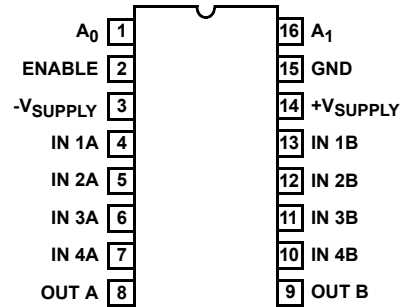 A0 1 16 A1
ENABLE 2 15 GND
-VSUPPLY 3 14 +VSUPPLY
IN 1A 4 13 IN 1B
IN 2A 5 12 IN 2B
IN 3A 6 11 IN 3B
IN 4A 7 10 IN 4B
OUT A 8 9 OUT B